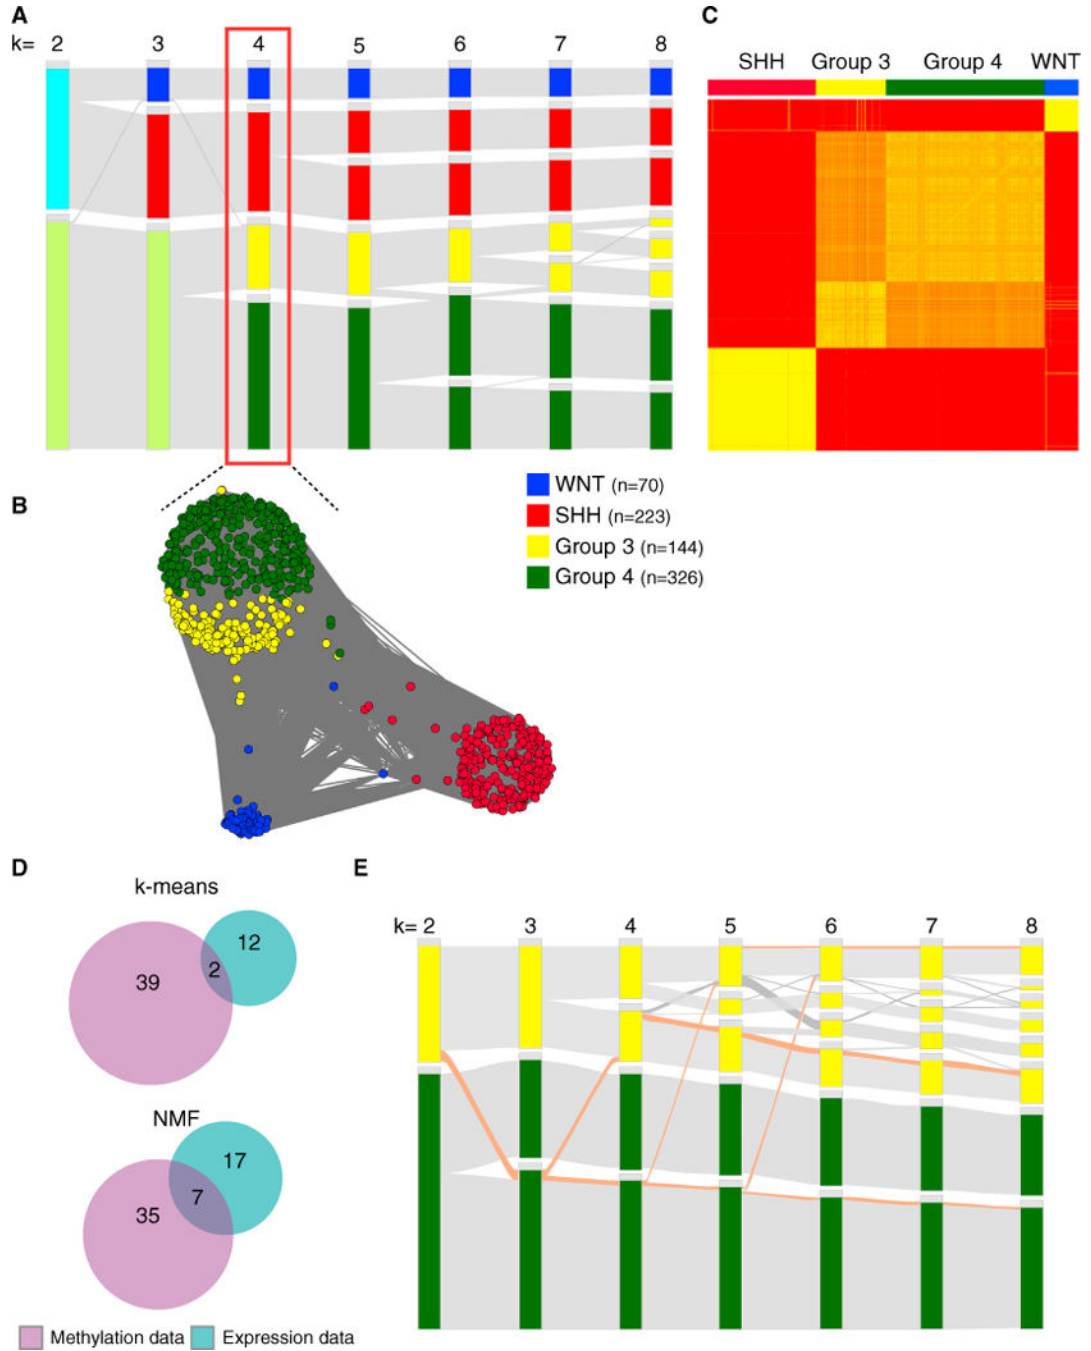 A
k= 2 3 4 5 6 7 8
C
SHH Group 3 Group 4 WNT
B
WNT (n=70)
SHH (n=223)
Group 3 (n=144)
Group 4 (n=326)
D
k-means
39 2 12
NMF
35 7 17
Methylation data Expression data
E
k= 2 3 4 5 6 7 8